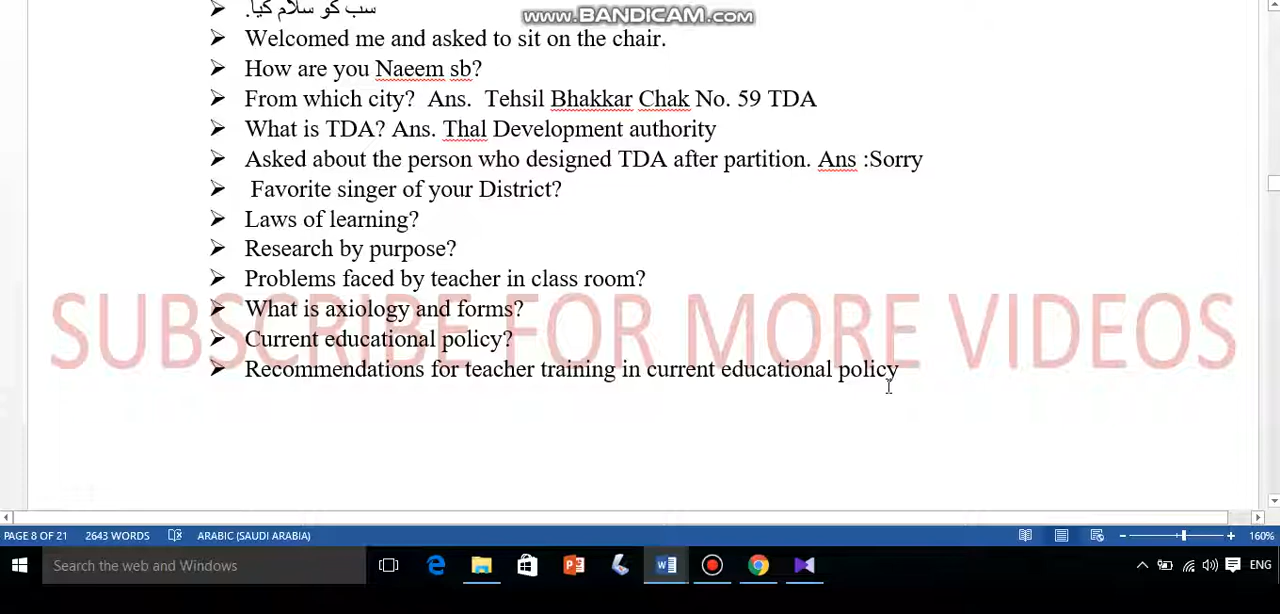 www.BANDICAM.com
سب کو سلام کیا.
Welcomed me and asked to sit on the chair.
How are you Naeem sb?
From which city? Ans. Tehsil Bhakkar Chak No. 59 TDA
What is TDA? Ans. Thal Development authority
Asked about the person who designed TDA after partition. Ans :Sorry
Favorite singer of your District?
Laws of learning?
Research by purpose?
Problems faced by teacher in class room?
What is axiology and forms?
SUBSCRIBE FOR MORE VIDEOS
Current educational policy?
Recommendations for teacher training in current educational policy
PAGE 8 OF 21 2643 WORDS ARABIC (SAUDI ARABIA) 160%
Search the web and Windows ENG